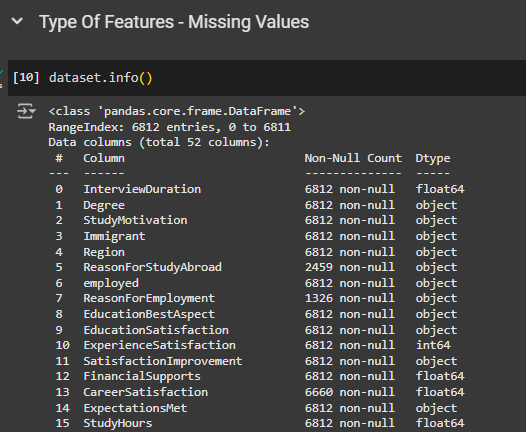 Type Of Features - Missing Values
[10] dataset.info()
<class 'pandas.core.frame.DataFrame'>
RangeIndex: 6812 entries, 0 to 6811
Data columns (total 52 columns):
 #   Column                         Non-Null Count  Dtype
---  ------                         --------------  -----
 0   InterviewDuration              6812 non-null   float64
 1   Degree                         6812 non-null   object
 2   StudyMotivation                6812 non-null   object
 3   Immigrant                      6812 non-null   object
 4   Region                         6812 non-null   object
 5   ReasonForStudyAbroad           2459 non-null   object
 6   employed                       6812 non-null   object
 7   ReasonForEmployment            1326 non-null   object
 8   EducationBestAspect            6812 non-null   object
 9   EducationSatisfaction          6812 non-null   object
 10  ExperienceSatisfaction         6812 non-null   int64
 11  SatisfactionImprovement        6812 non-null   object
 12  FinancialSupports              6812 non-null   float64
 13  CareerSatisfaction             6660 non-null   float64
 14  ExpectationsMet                6812 non-null   object
 15  StudyHours                     6812 non-null   float64